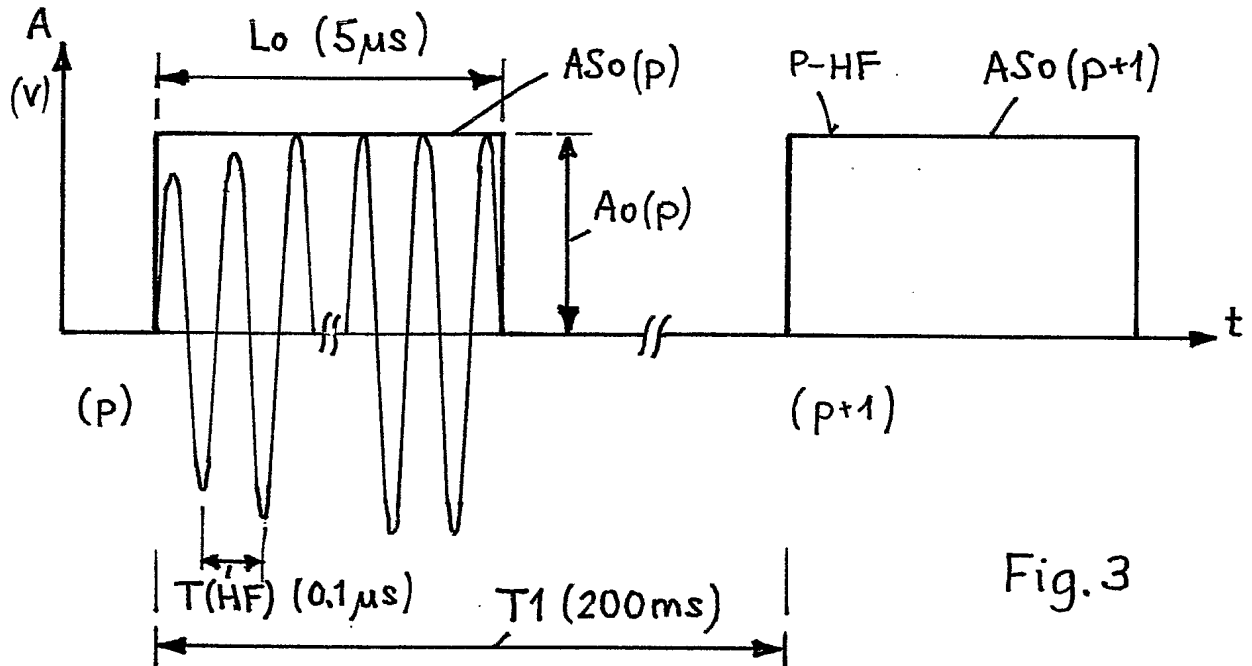 A
(V)
Lo (5µs)
ASo(p)
P-HF
ASo(p+1)
Ao(p)
t
(p)
(p+1)
T(HF) (0.1µs)
T1 (200ms)
Fig. 3